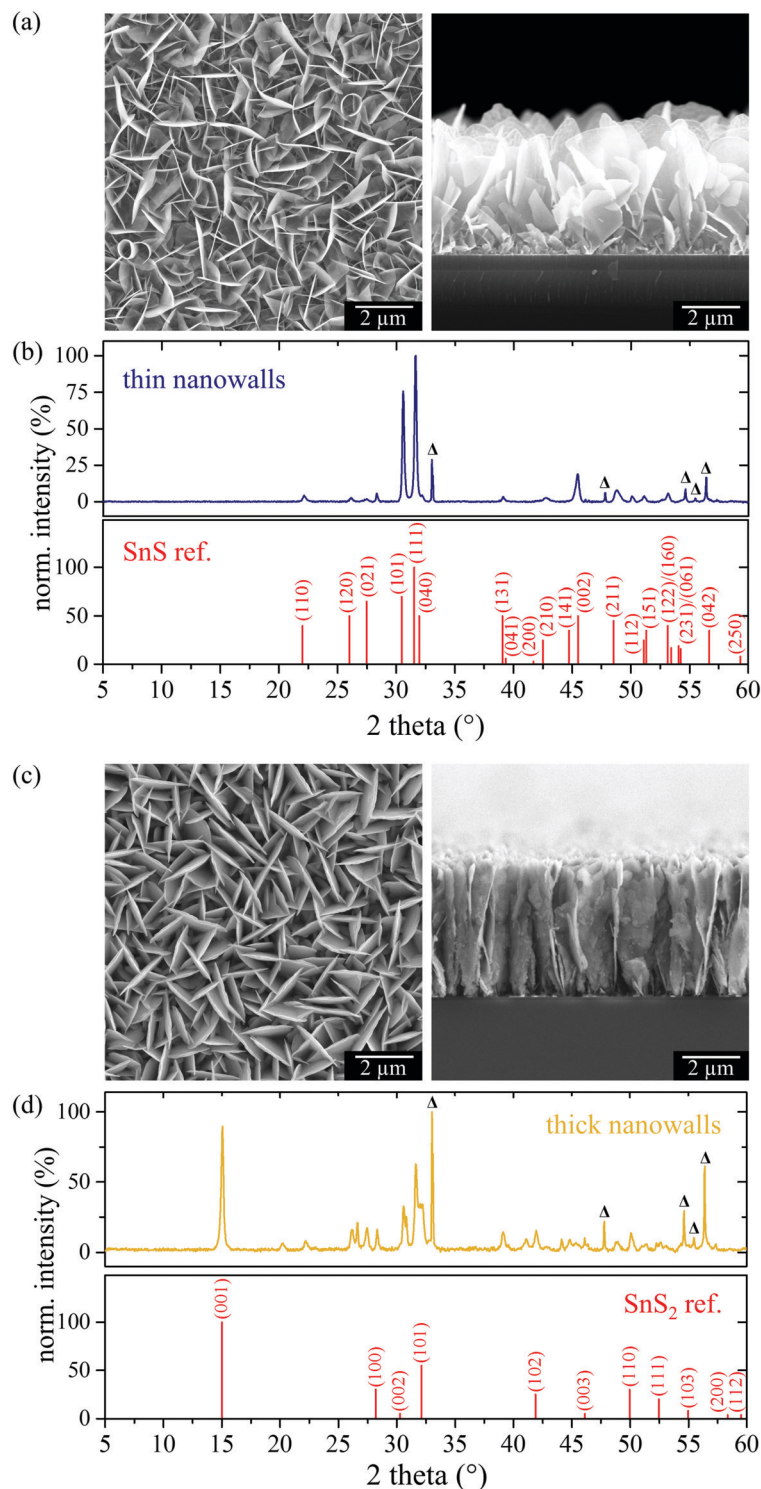 (a)
2 µm
2 µm
(b)
norm. intensity (%)
100
75
50
25
0
thin nanowalls
Δ
Δ
Δ
Δ
Δ
100
50
0
SnS ref.
(110)
(120)
(021)
(101)
(111)
(040)
(131)
(041)
(200)
(210)
(141)
(002)
(211)
(112)
(151)
(122)/(160)
(231)/(061)
(042)
(250)
5 10 15 20 25 30 35 40 45 50 55 60
2 theta (°)
(c)
2 µm
2 µm
(d)
norm. intensity (%)
100
50
0
thick nanowalls
Δ
Δ
Δ
Δ
Δ
100
50
0
SnS₂ ref.
(001)
(100)
(002)
(101)
(102)
(003)
(110)
(111)
(103)
(200)
(112)
5 10 15 20 25 30 35 40 45 50 55 60
2 theta (°)